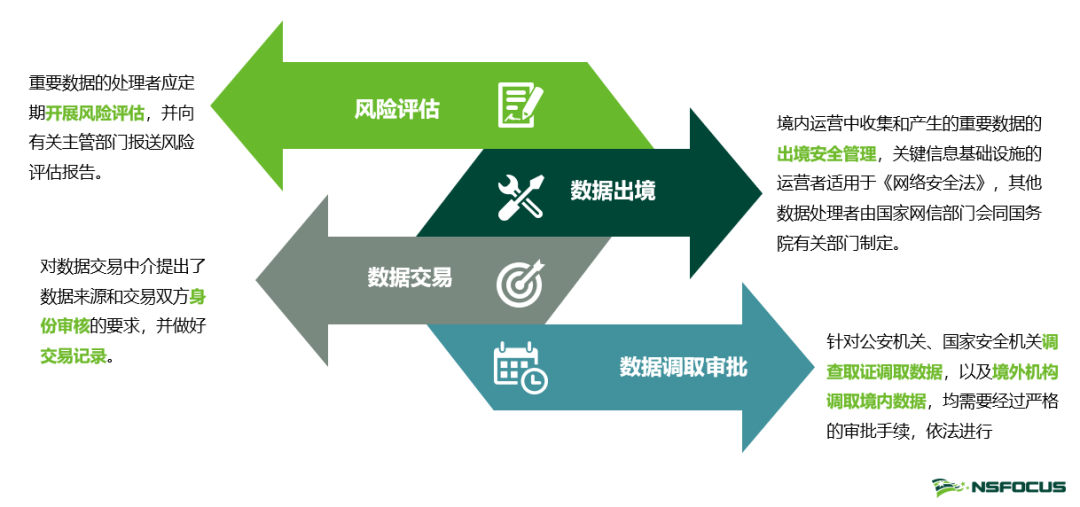 重要数据的处理者应定
期开展风险评估，并向
有关主管部门报送风险
评估报告。
风险评估
数据出境
境内运营中收集和产生的重要数据的
出境安全管理，关键信息基础设施的
运营者适用于《网络安全法》，其他
数据处理者由国家网信部门会同国务
院有关部门制定。
对数据交易中介提出了
数据来源和交易双方身
份审核的要求，并做好
交易记录。
数据交易
数据调取审批
针对公安机关、国家安全机关调
查取证调取数据，以及境外机构
调取境内数据，均需要经过严格
的审批手续，依法进行
NSFOCUS